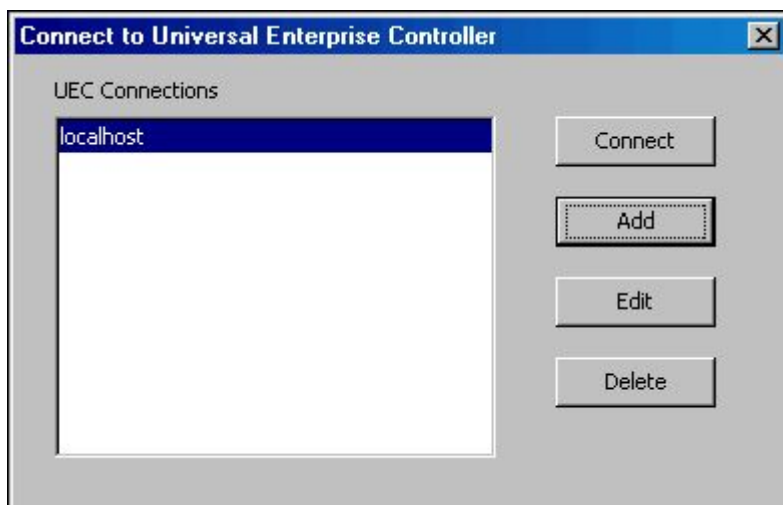 Connect to Universal Enterprise Controller
UEC Connections
localhost
Connect
Add
Edit
Delete